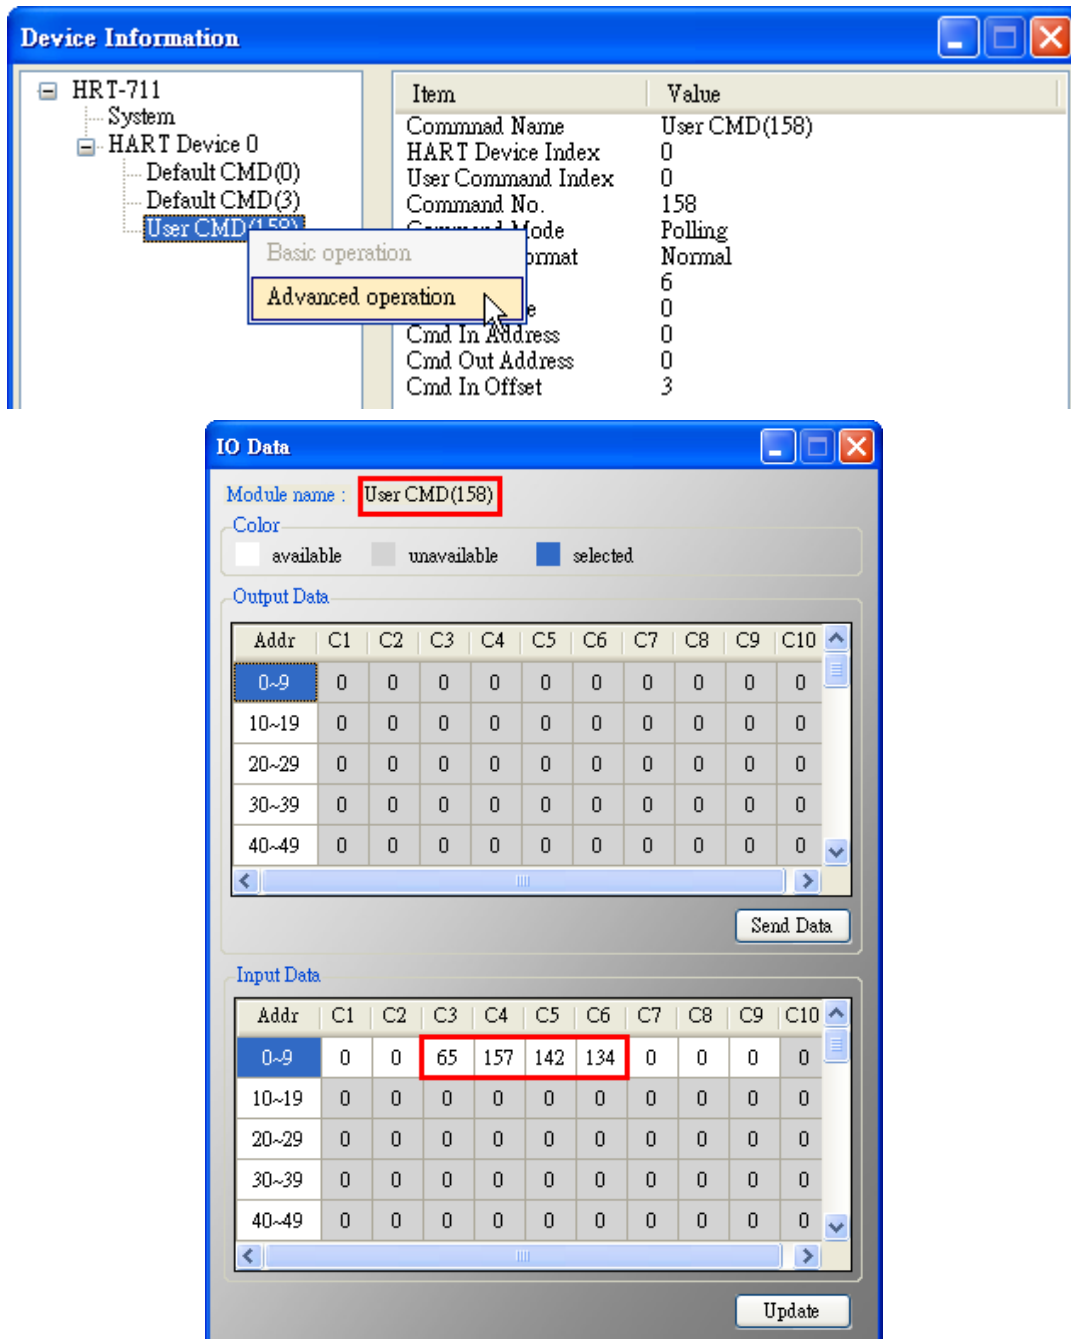 Device Information
HRT-711
System
HART Device 0
Default CMD(0)
Default CMD(3)
User CMD(158)
Basic operation
Advanced operation
Item Value
Commnad Name User CMD(158)
HART Device Index 0
User Command Index 0
Command No. 158
Command Mode Polling
ormat Normal
6
e 0
Cmd In Address 0
Cmd Out Address 0
Cmd In Offset 3
IO Data
Module name : User CMD(158)
Color
available unavailable selected
Output Data
Addr C1 C2 C3 C4 C5 C6 C7 C8 C9 C10
0~9 0 0 0 0 0 0 0 0 0 0
10~19 0 0 0 0 0 0 0 0 0 0
20~29 0 0 0 0 0 0 0 0 0 0
30~39 0 0 0 0 0 0 0 0 0 0
40~49 0 0 0 0 0 0 0 0 0 0
Send Data
Input Data
Addr C1 C2 C3 C4 C5 C6 C7 C8 C9 C10
0~9 0 0 65 157 142 134 0 0 0 0
10~19 0 0 0 0 0 0 0 0 0 0
20~29 0 0 0 0 0 0 0 0 0 0
30~39 0 0 0 0 0 0 0 0 0 0
40~49 0 0 0 0 0 0 0 0 0 0
Update